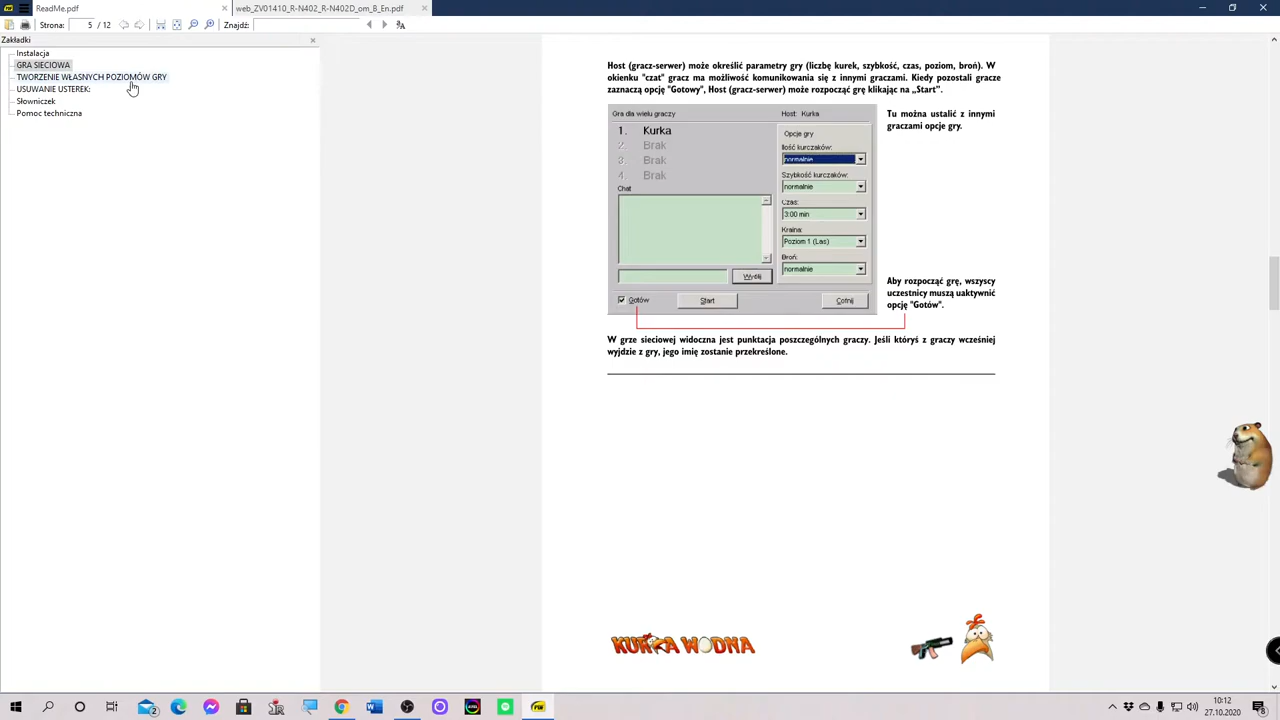 ReadMe.pdf
web_ZV01014_R-N402_R-N402D_om_B_En.pdf
Strona:
5 / 12
Znajdź:
Zakładki
Instalacja
GRA SIECIOWA
TWORZENIE WŁASNYCH POZIOMÓW GRY
USUWANIE USTEREK:
Słowniczek
Pomoc techniczna
Host (gracz-serwer) może określić parametry gry (liczbę kurek, szybkość, czas, poziom, broń). W
okienku "czat" gracz ma możliwość komunikowania się z innymi graczami. Kiedy pozostali gracze
zaznaczą opcję "Gotowy", Host (gracz-serwer) może rozpocząć grę klikając na „Start”.
Gra dla wielu graczy
Host: Kurka
1. Kurka
2. Brak
3. Brak
4. Brak
Chat
Wyślij
Gotów
Start
Cofnij
Opcje gry
Ilość kurczaków:
normalnie
Szybkość kurczaków:
normalnie
Czas:
3:00 min
Kraina:
Poziom 1 (Las)
Broń:
normalnie
Tu można ustalić z innymi
graczami opcje gry.
Aby rozpocząć grę, wszyscy
uczestnicy muszą uaktywnić
opcję "Gotów".
W grze sieciowej widoczna jest punktacja poszczególnych graczy. Jeśli któryś z graczy wcześniej
wyjdzie z gry, jego imię zostanie przekreślone.
KURKA WODNA
10:12
27.10.2020